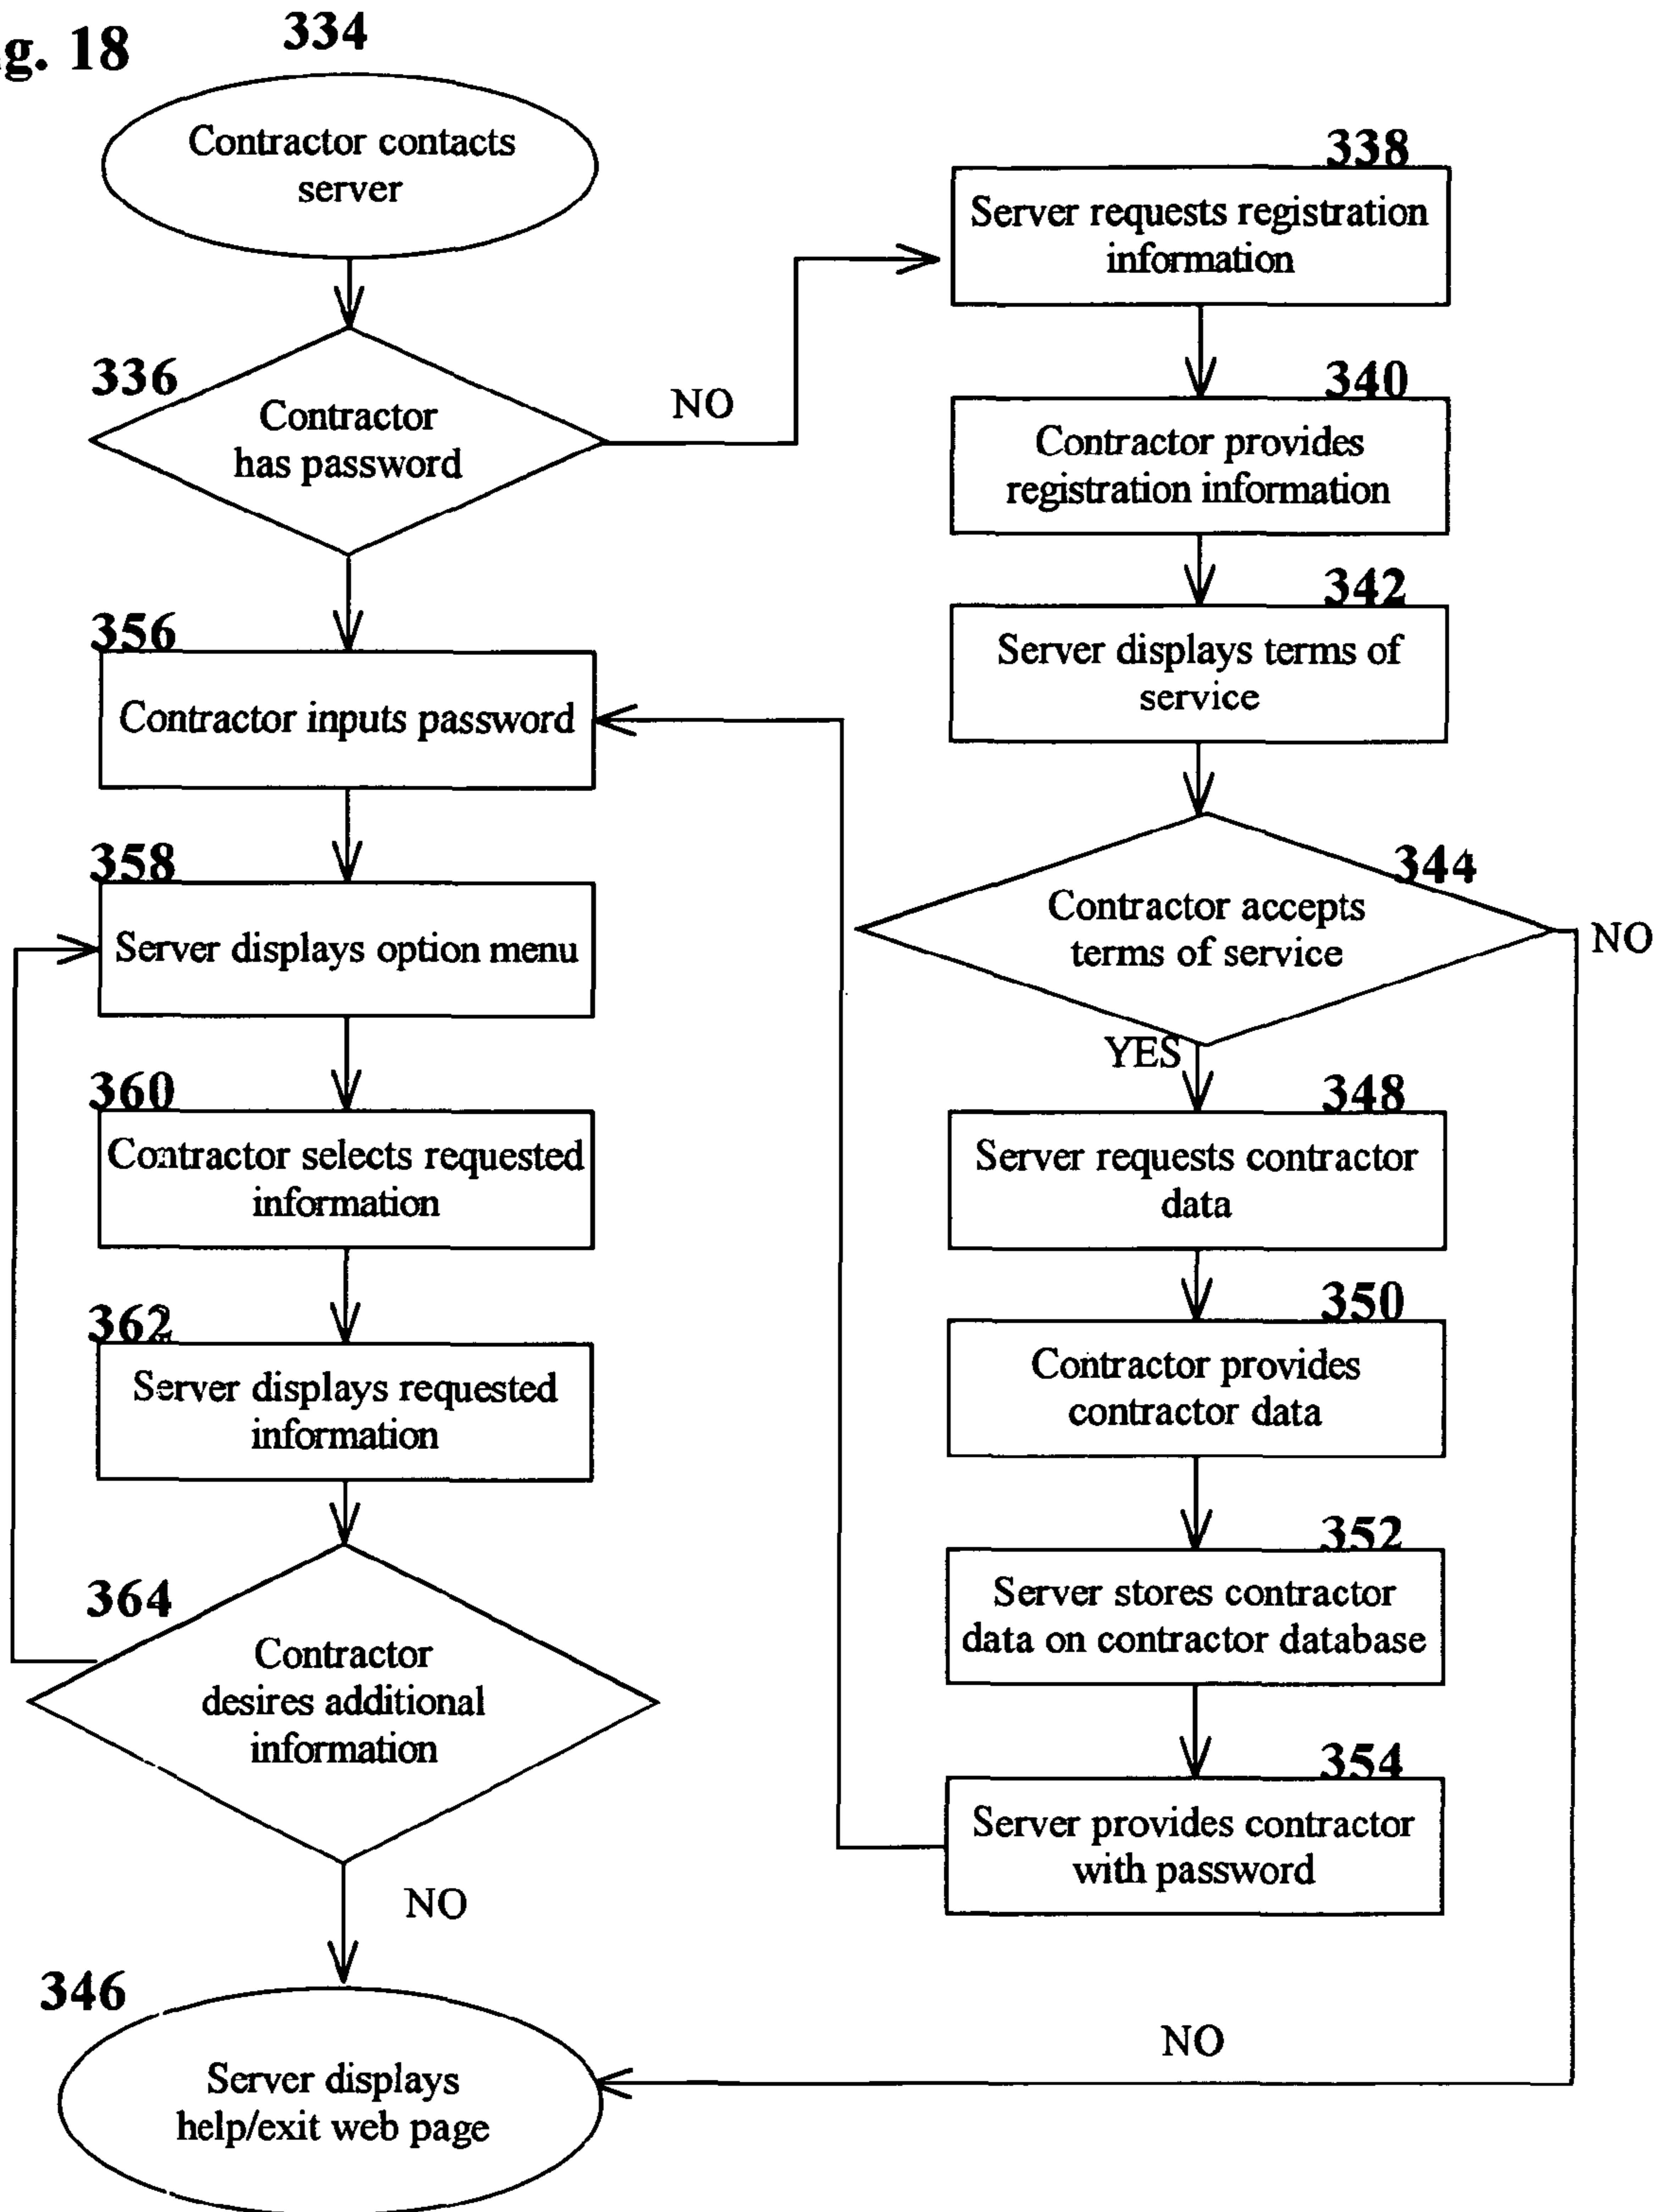 g. 18
334
Contractor contacts
server
336
Contractor
has password
NO
356
Contractor inputs password
358
Server displays option menu
360
Contractor selects requested
information
362
Server displays requested
information
364
Contractor
desires additional
information
NO
346
Server displays
help/exit web page
338
Server requests registration
information
340
Contractor provides
registration information
342
Server displays terms of
service
344
Contractor accepts
terms of service
NO
YES
348
Server requests contractor
data
350
Contractor provides
contractor data
352
Server stores contractor
data on contractor database
354
Server provides contractor
with password
NO